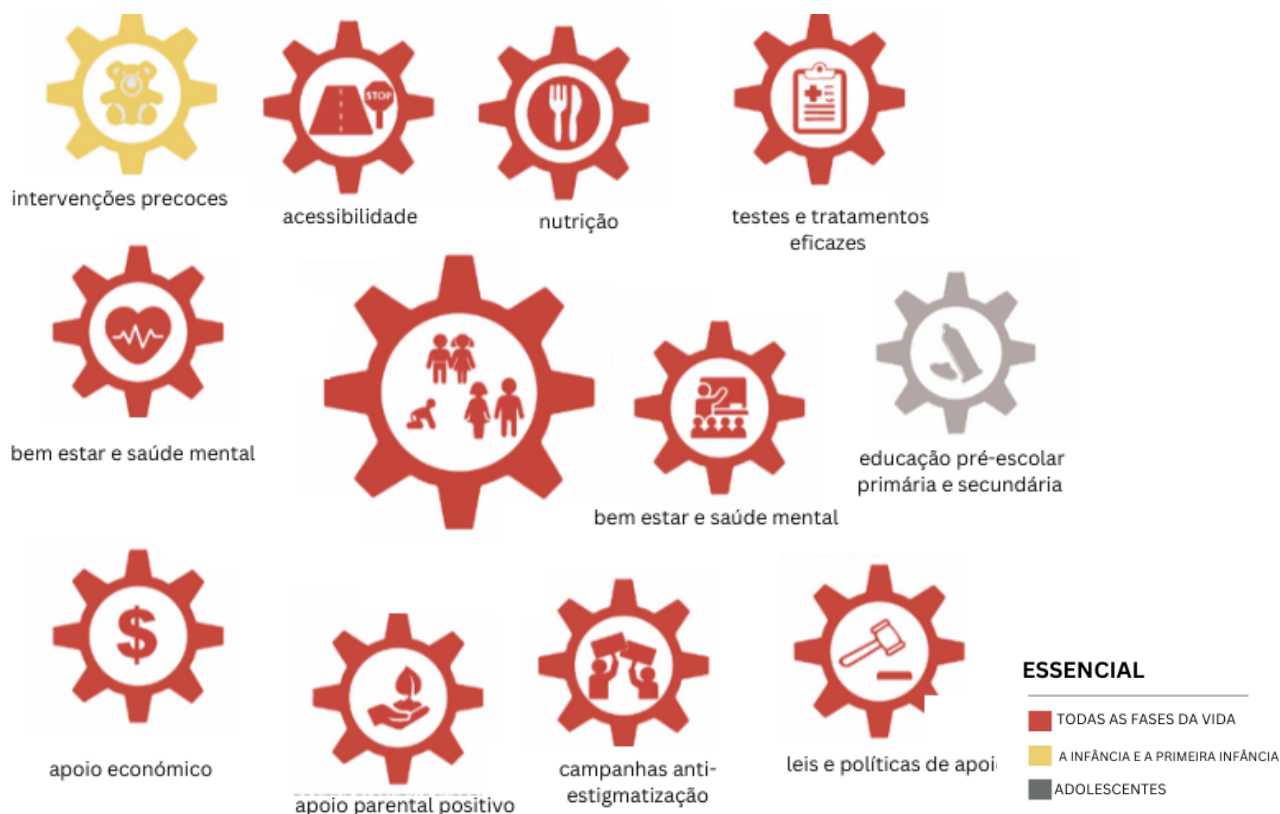 STOP
intervenções precoces
acessibilidade
nutrição
testes e tratamentos
eficazes
bem estar e saúde mental
bem estar e saúde mental
educação pré-escolar
primária e secundária
$
apoio económico
apoio parental positivo
campanhas anti-
estigmatização
leis e políticas de apoi
ESSENCIAL
TODAS AS FASES DA VIDA
A INFÂNCIA E A PRIMEIRA INFÂNCIA
ADOLESCENTES